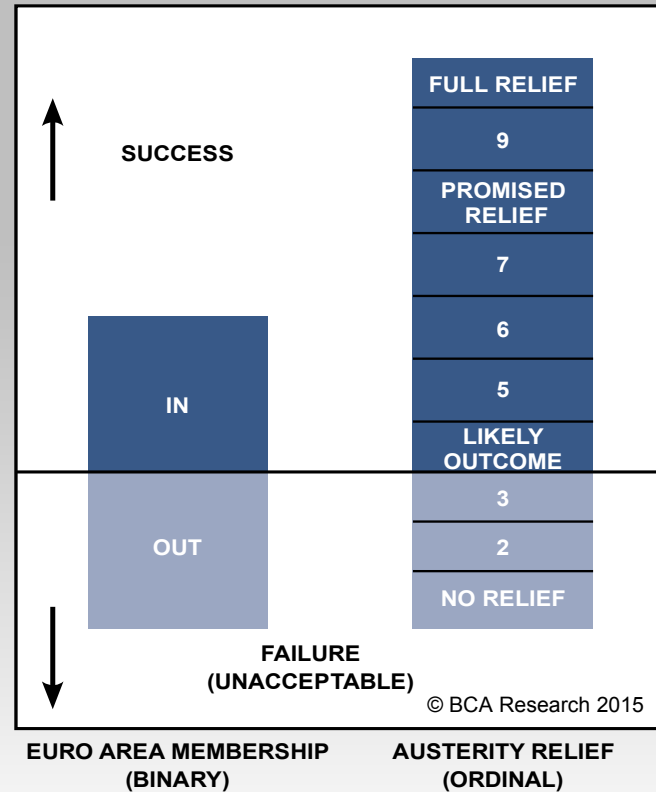 SUCCESS
IN
OUT
FULL RELIEF
9
PROMISED
RELIEF
7
6
5
LIKELY
OUTCOME
3
2
NO RELIEF
FAILURE
(UNACCEPTABLE)
© BCA Research 2015
EURO AREA MEMBERSHIP
(BINARY)
AUSTERITY RELIEF
(ORDINAL)